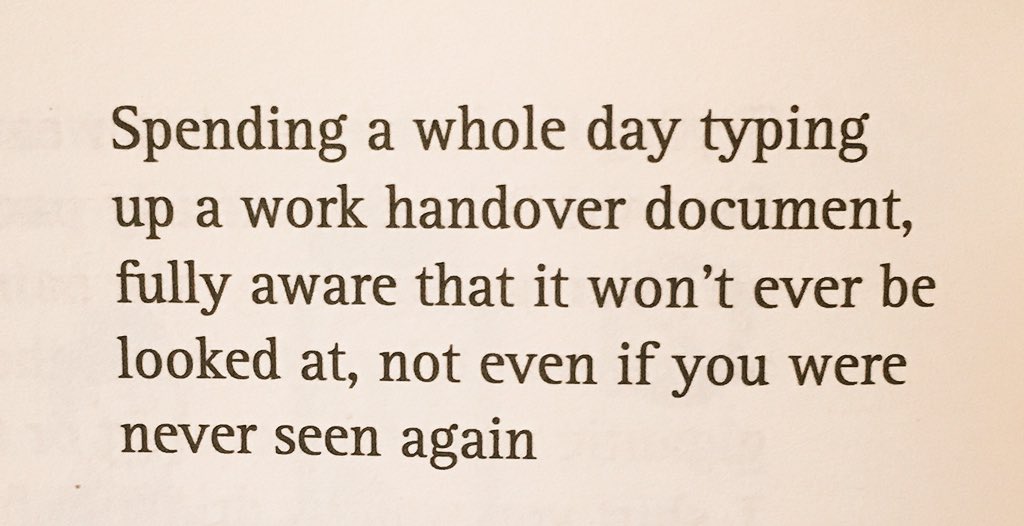 Spending a whole day typing
up a work handover document,
fully aware that it won’t ever be
looked at, not even if you were
never seen again